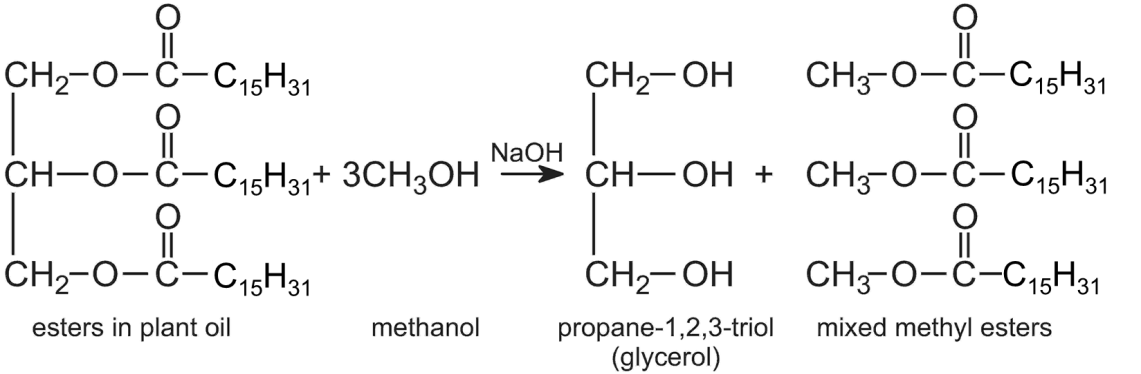 O O
CH₂–O–C–C₁₅H₃₁ CH₂–OH CH₃–O–C–C₁₅H₃₁
O O
CH–O–C–C₁₅H₃₁ + 3CH₃OH NaOH CH–OH + CH₃–O–C–C₁₅H₃₁
O O
CH₂–O–C–C₁₅H₃₁ CH₂–OH CH₃–O–C–C₁₅H₃₁
esters in plant oil methanol propane-1,2,3-triol mixed methyl esters
(glycerol)